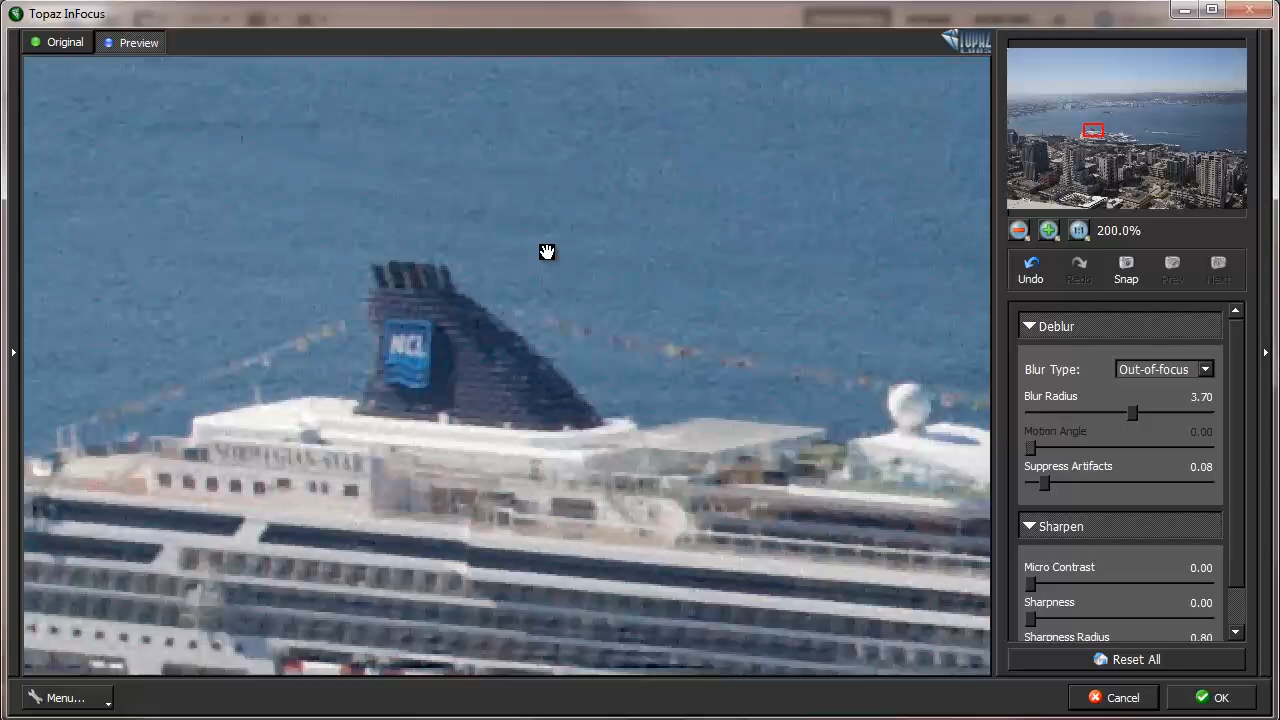 Topaz InFocus
Original
Preview
TOPAZ
LABS
NCL
200.0%
Undo
Redo
Snap
Prev
Next
Deblur
Blur Type:
Out-of-focus
Blur Radius
3.70
Motion Angle
0.00
Suppress Artifacts
0.08
Sharpen
Micro Contrast
0.00
Sharpness
0.00
Sharpness Radius
0.80
Reset All
Menu...
Cancel
OK